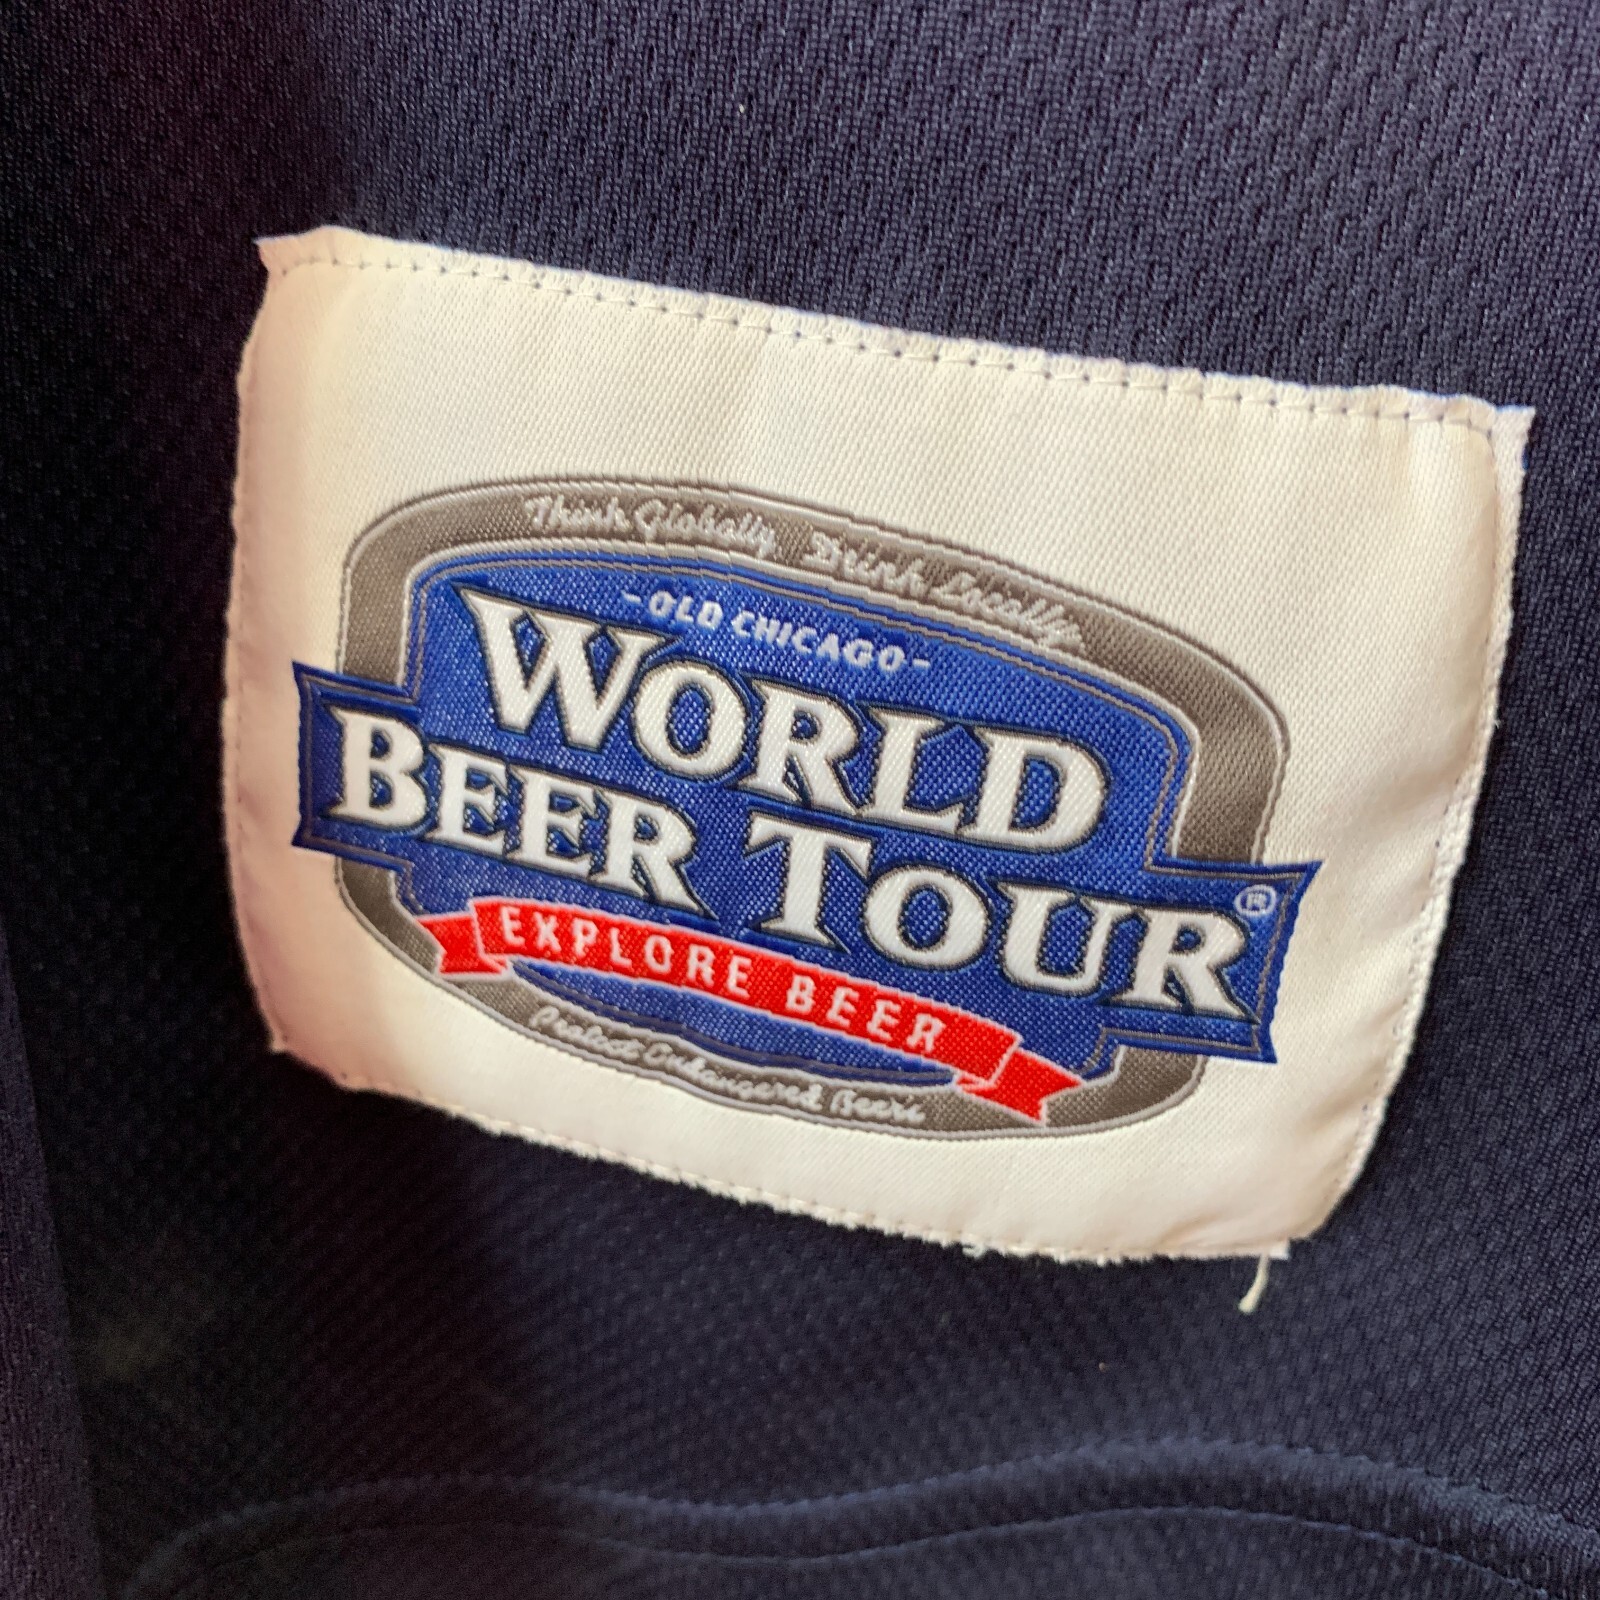 Think Globally Drink Locally
-OLD CHICAGO-
WORLD
BEER TOUR®
EXPLORE BEER
Protect Endangered Beers